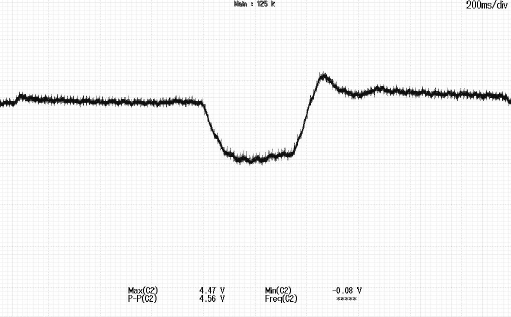 Main : 125 k
200ms/div
Max(C2) 4.47 V Min(C2) -0.08 V
P-P(C2) 4.56 V Freq(C2) *****